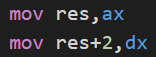 mov res,ax
mov res+2,dx